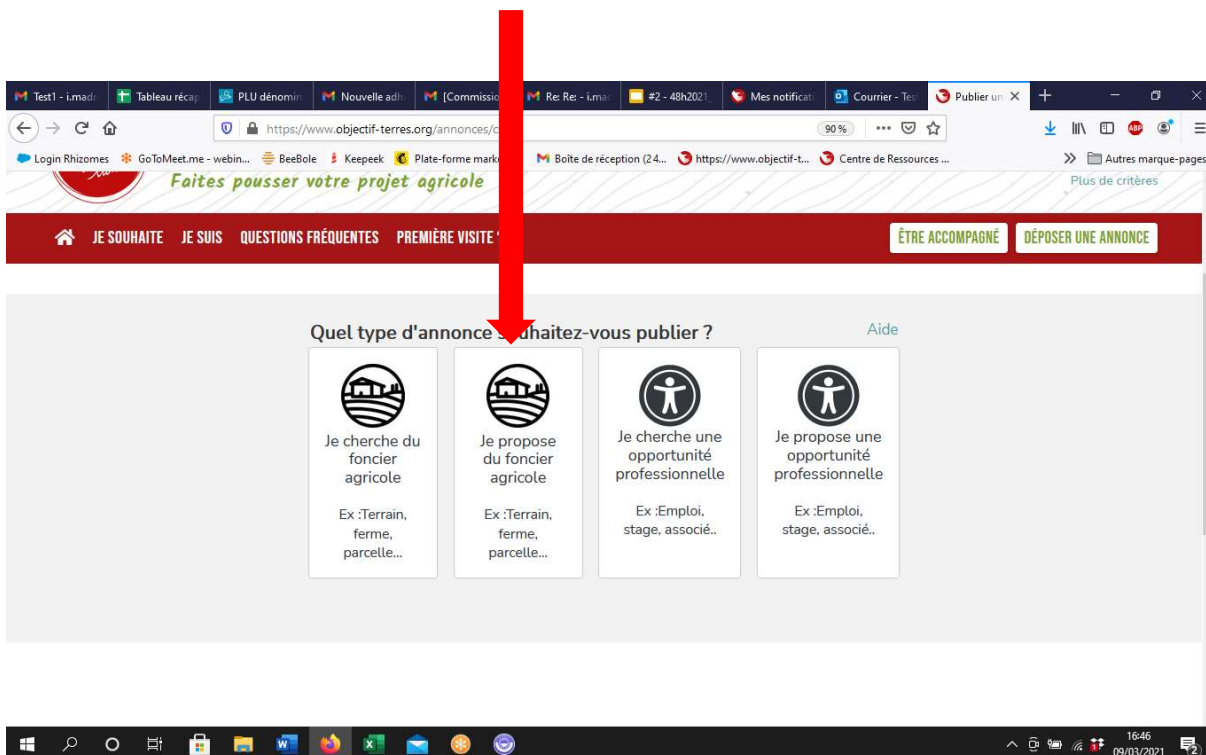 Test1 - i.madr Tableau récap PLU dénomin Nouvelle adh [Commissio Re: Re: - i.mac #2 - 48h2021_ Mes notificati Courrier - Tes Publier un
https://www.objectif-terres.org/annonces/c 90 %
Login Rhizomes GoToMeet.me - webin... BeeBole Keepeek Plate-forme mark Boîte de réception (24... https://www.objectif-t... Centre de Ressources ... Autres marque-pages
Faites pousser votre projet agricole
Plus de critères
JE SOUHAITE JE SUIS QUESTIONS FRÉQUENTES PREMIÈRE VISITE ÊTRE ACCOMPAGNÉ DÉPOSER UNE ANNONCE
Quel type d'annonce s uhaitez-vous publier ? Aide
Je cherche du
foncier
agricole
Ex :Terrain,
ferme,
parcelle...
Je propose
du foncier
agricole
Ex :Terrain,
ferme,
parcelle...
Je cherche une
opportunité
professionnelle
Ex :Emploi,
stage, associé..
Je propose une
opportunité
professionnelle
Ex :Emploi,
stage, associé..
16:46
09/03/2021